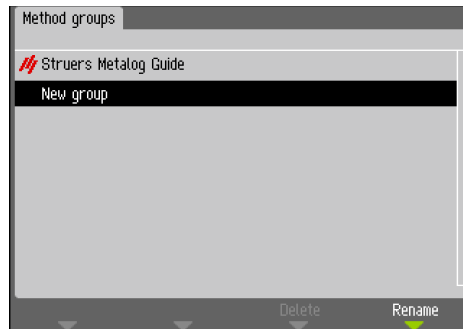 Method groups
Struers Metalog Guide
New group
Delete
Rename